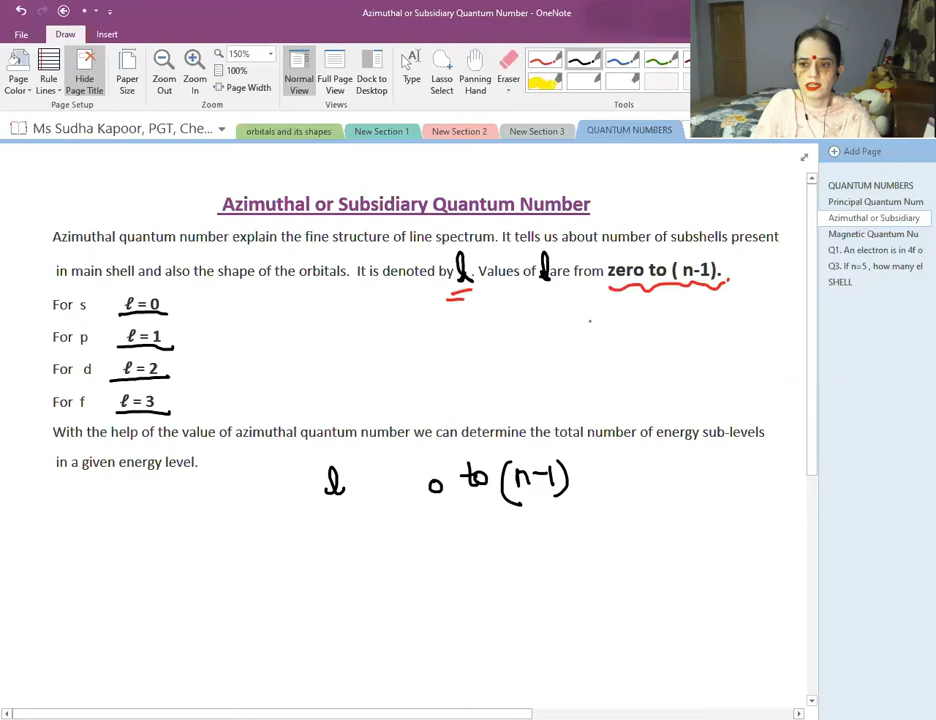 Azimuthal or Subsidiary Quantum Number - OneNote
File Draw Insert
150%
100%
Page Width
Page Color
Rule Lines
Hide Page Title
Paper Size
Zoom Out
Zoom In
Normal View
Full Page View
Dock to Desktop
Type
Lasso Select
Panning Hand
Eraser
Page Setup Zoom Views Tools
Ms Sudha Kapoor, PGT, Che... orbitals and its shapes New Section 1 New Section 2 New Section 3 QUANTUM NUMBERS
Add Page
QUANTUM NUMBERS
Principal Quantum Num
Azimuthal or Subsidiary
Magnetic Quantum Nu
Q1. An electron is in 4f o
Q3. If n=5 , how many el
SHELL
Azimuthal or Subsidiary Quantum Number
Azimuthal quantum number explain the fine structure of line spectrum. It tells us about number of subshells present
in main shell and also the shape of the orbitals. It is denoted by l . Values of l are from zero to ( n-1).
For s ℓ = 0
For p ℓ = 1
For d ℓ = 2
For f ℓ = 3
With the help of the value of azimuthal quantum number we can determine the total number of energy sub-levels
in a given energy level.
l 0 to (n-1)